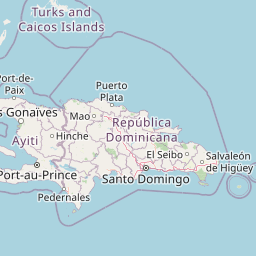 Turks and
Caicos Islands
Port-de-
Paix
Puerto
Plata
s Gonaïves
Mao
República
Dominicana
Hinche
Ayiti
El Seibo
Salvaleón
de Higüey
Port-au-Prince
Santo Domingo
Pedernales